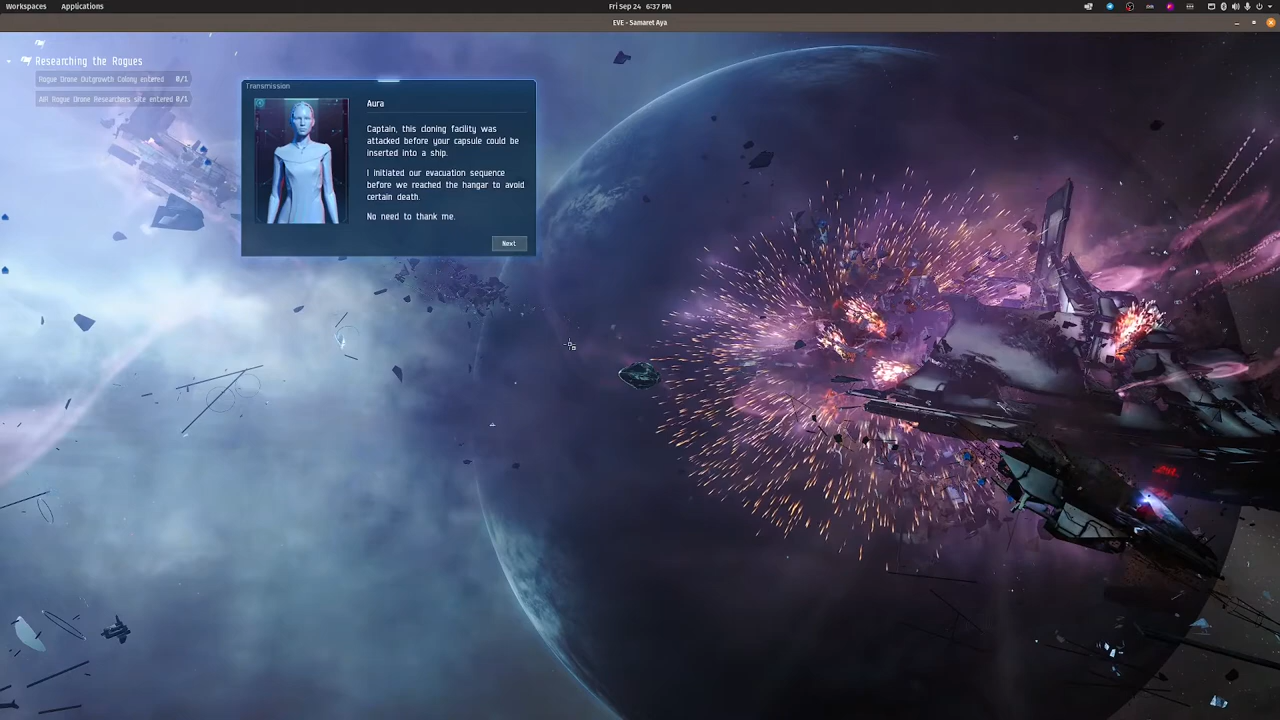 Workspaces Applications Fri Sep 24 6:37 PM
EVE - Samaret Aya
Researching the Rogues
Rogue Drone Outgrowth Colony entered 0/1
AIR Rogue Drone Researchers site entered 0/1
Transmission
Aura
Captain, this cloning facility was
attacked before your capsule could be
inserted into a ship.
I initiated our evacuation sequence
before we reached the hangar to avoid
certain death.
No need to thank me.
Next